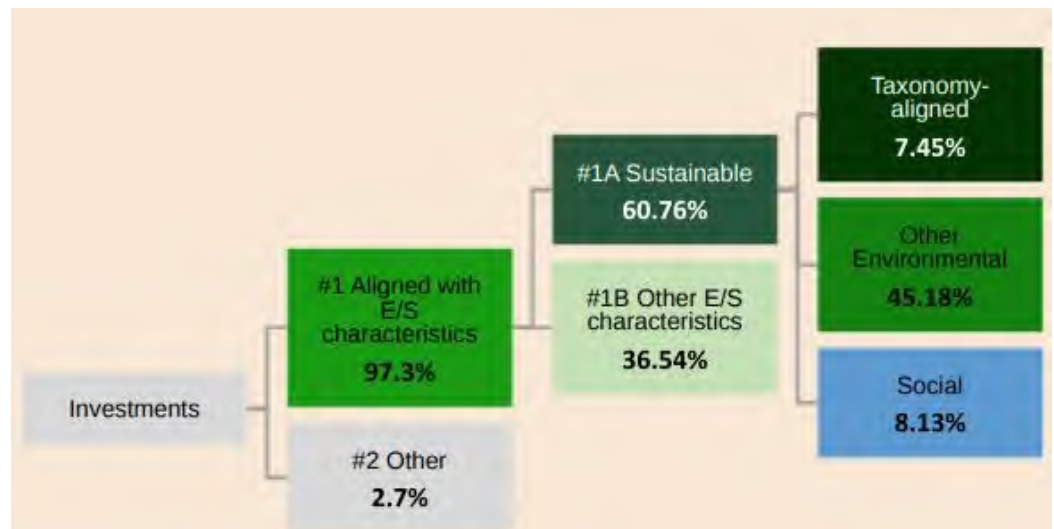 Investments
#1 Aligned with
E/S
characteristics
97.3%
#2 Other
2.7%
#1A Sustainable
60.76%
#1B Other E/S
characteristics
36.54%
Taxonomy-
aligned
7.45%
Other
Environmental
45.18%
Social
8.13%